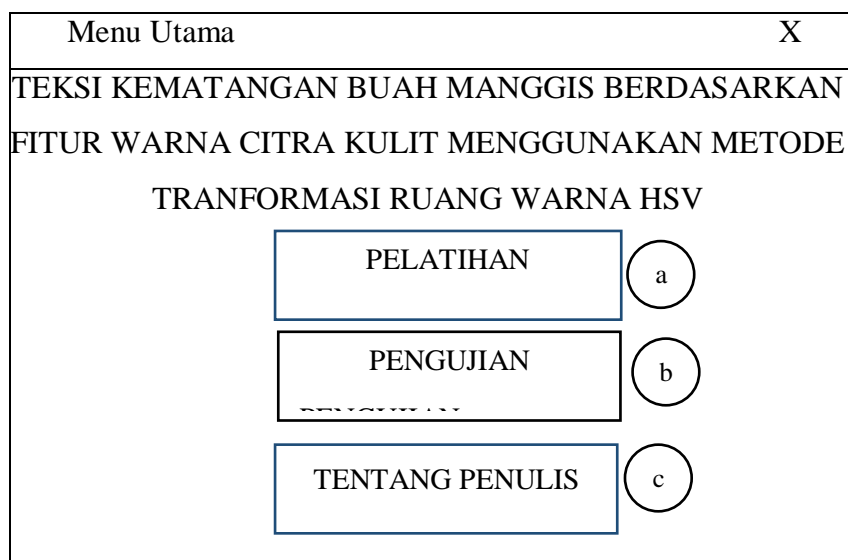 Menu Utama X
TEKSI KEMATANGAN BUAH MANGGIS BERDASARKAN
FITUR WARNA CITRA KULIT MENGGUNAKAN METODE
TRANFORMASI RUANG WARNA HSV
PELATIHAN a
PENGUJIAN b
TENTANG PENULIS c